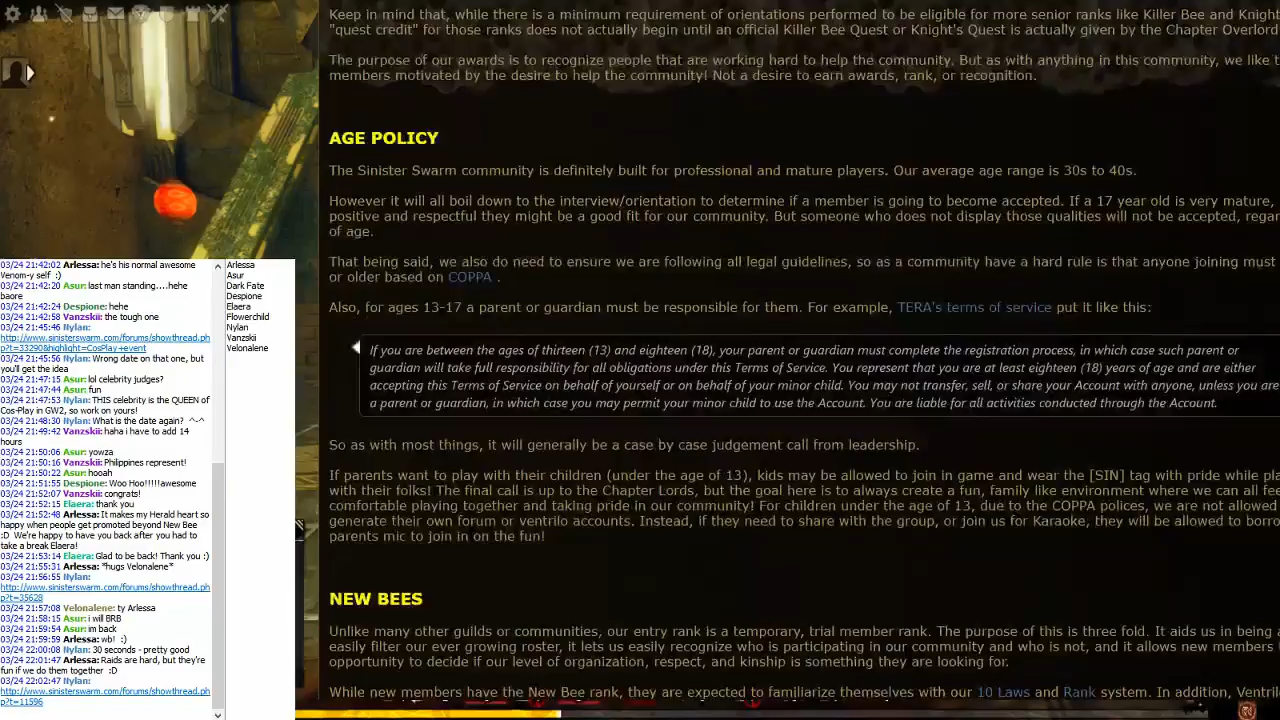 Keep in mind that, while there is a minimum requirement of orientations performed to be eligible for more senior ranks like Killer Bee and Knight
"quest credit" for those ranks does not actually begin until an official Killer Bee Quest or Knight's Quest is actually given by the Chapter Overlord
The purpose of our awards is to recognize people that are working hard to help the community. But as with anything in this community, we like
members motivated by the desire to help the community! Not a desire to earn awards, rank, or recognition.
AGE POLICY
The Sinister Swarm community is definitely built for professional and mature players. Our average age range is 30s to 40s.
However it will all boil down to the interview/orientation to determine if a member is going to become accepted. If a 17 year old is very mature,
positive and respectful they might be a good fit for our community. But someone who does not display those qualities will not be accepted,
of age.
That being said, we also do need to ensure we are following all legal guidelines, so as a community have a hard rule is that anyone joining must
or older based on COPPA .
Also, for ages 13-17 a parent or guardian must be responsible for them. For example, TERA's terms of service put it like this:
If you are between the ages of thirteen (13) and eighteen (18), your parent or guardian must complete the registration process, in which case such parent or
guardian will take full responsibility for all obligations under this Terms of Service. You represent that you are at least eighteen (18) years of age and are either
accepting this Terms of Service on behalf of yourself or on behalf of your minor child. You may not transfer, sell, or share your Account with anyone, unless you are
a parent or guardian, in which case you may permit your minor child to use the Account. You are liable for all activities conducted through the Account.
So as with most things, it will generally be a case by case judgement call from leadership.
If parents want to play with their children (under the age of 13), kids may be allowed to join in game and wear the [SIN] tag with pride while
with their folks! The final call is up to the Chapter Lords, but the goal here is to always create a fun, family like environment where we can all
comfortable playing together and taking pride in our community! For children under the age of 13, due to the COPPA polices, we are not allowed
generate their own forum or ventrilo accounts. Instead, if they need to share with the group, or join us for Karaoke, they will be allowed to
parents mic to join in on the fun!
NEW BEES
Unlike many other guilds or communities, our entry rank is a temporary, trial member rank. The purpose of this is three fold. It aids us in being
easily filter our ever growing roster, it lets us easily recognize who is participating in our community and who is not, and it allows new members
opportunity to decide if our level of organization, respect, and kinship is something they are looking for.
While new members have the New Bee rank, they are expected to familiarize themselves with our 10 Laws and Rank system. In addition,
03/24 21:42:02 Arlessa: he's his normal awesome
Venom-y self :)
03/24 21:42:20 Asur: last man standing....hehe
baore
03/24 21:42:24 Despione: hehe
03/24 21:42:58 Vanzskii: the tough one
03/24 21:45:46 Nylan:
http://www.sinisterswarm.com/forums/showthread.ph
p?t=33290&highlight=CosPlay+event
03/24 21:45:56 Nylan: Wrong date on that one, but
you'll get the idea
03/24 21:47:15 Asur: lol celebrity judges?
03/24 21:47:44 Asur: fun
03/24 21:47:53 Nylan: THIS celebrity is the QUEEN of
Cos-Play in GW2, so work on yours!
03/24 21:48:30 Nylan: What is the date again? ^-^
03/24 21:49:42 Vanzskii: haha i have to add 14
hours
03/24 21:50:06 Asur: yowza
03/24 21:50:16 Vanzskii: Philippines represent!
03/24 21:50:22 Asur: hooah
03/24 21:51:55 Despione: Woo Hoo!!!!!awesome
03/24 21:52:07 Vanzskii: congrats!
03/24 21:52:15 Elaera: thank you
03/24 21:52:48 Arlessa: It makes my Herald heart so
happy when people get promoted beyond New Bee
:D We're happy to have you back after you had to
take a break Elaera!
03/24 21:53:14 Elaera: Glad to be back! Thank you :)
03/24 21:55:31 Arlessa: *hugs Velonalene*
03/24 21:56:55 Nylan:
http://www.sinisterswarm.com/forums/showthread.ph
p?t=35628
03/24 21:57:08 Velonalene: ty Arlessa
03/24 21:58:15 Asur: i will BRB
03/24 21:59:54 Asur: im back
03/24 21:59:59 Arlessa: wb! :)
03/24 22:00:08 Nylan: 30 seconds - pretty good
03/24 22:01:47 Arlessa: Raids are hard, but they're
fun if we do them together :D
03/24 22:02:47 Nylan:
http://www.sinisterswarm.com/forums/showthread.ph
p?t=11596
Arlessa
Asur
Dark Fate
Despione
Elaera
Flowerchild
Nylan
Vanzskii
Velonalene